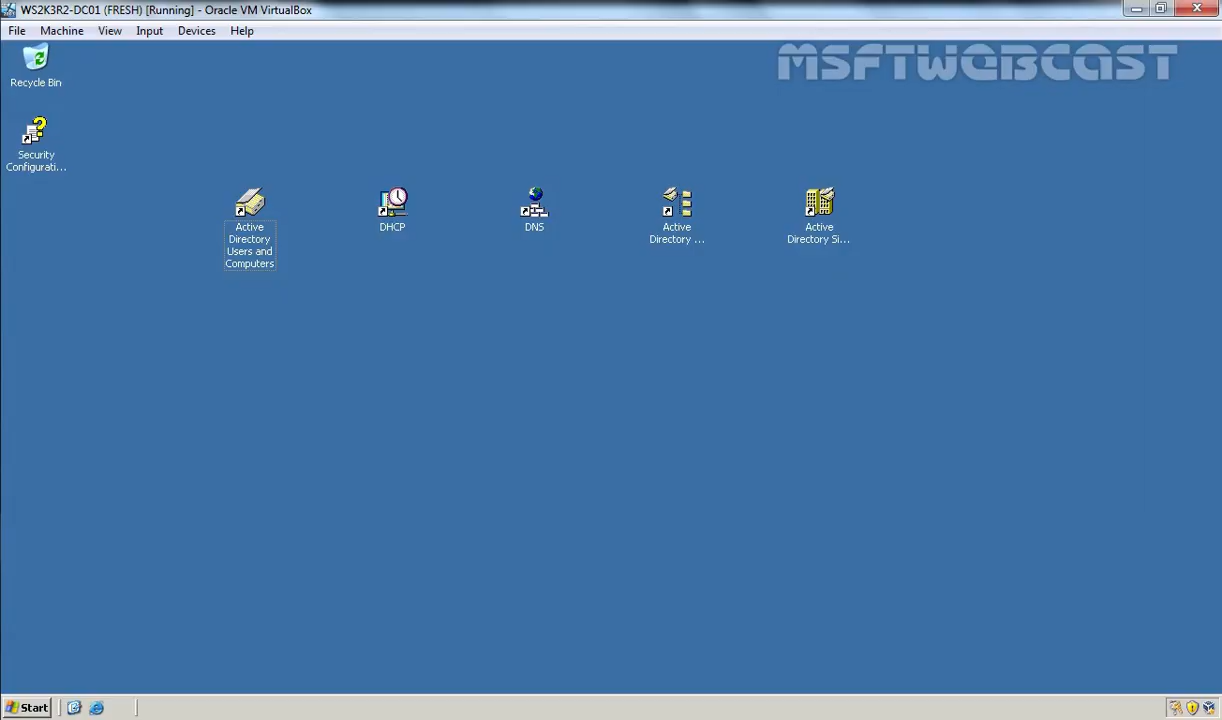 WS2K3R2-DC01 (FRESH) [Running] - Oracle VM VirtualBox
File Machine View Input Devices Help
MSFTWEBCAST
Recycle Bin
Security
Configurati...
Active
Directory
Users and
Computers
DHCP
DNS
Active
Directory ...
Active
Directory Si...
Start